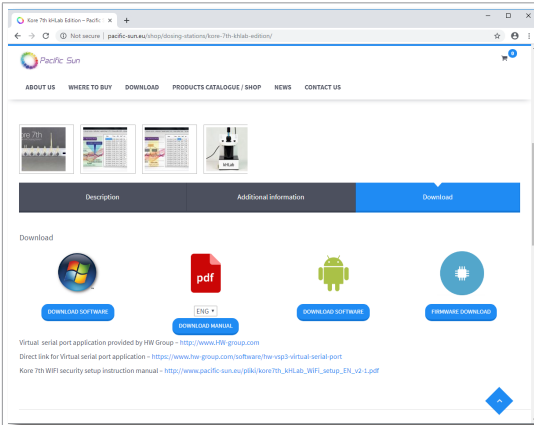 Kore 7th khLab Edition – Pacific
Not secure | pacific-sun.eu/shop/dosing-stations/kore-7th-khlab-edition/
Pacific Sun
0
ABOUT US WHERE TO BUY DOWNLOAD PRODUCTS CATALOGUE / SHOP NEWS CONTACT US
re 7th
kHLab
Description Additional information Download
Download
pdf
DOWNLOAD SOFTWARE ENG DOWNLOAD SOFTWARE FIRMWARE DOWNLOAD
DOWNLOAD MANUAL
Virtual serial port application provided by HW Group – http://www.HW-group.com
Direct link for Virtual serial port application – https://www.hw-group.com/software/hw-vsp3-virtual-serial-port
Kore 7th WIFI security setup instruction manual – http://www.pacific-sun.eu/pliki/kore7th_kHLab_WiFi_setup_EN_v2-1.pdf